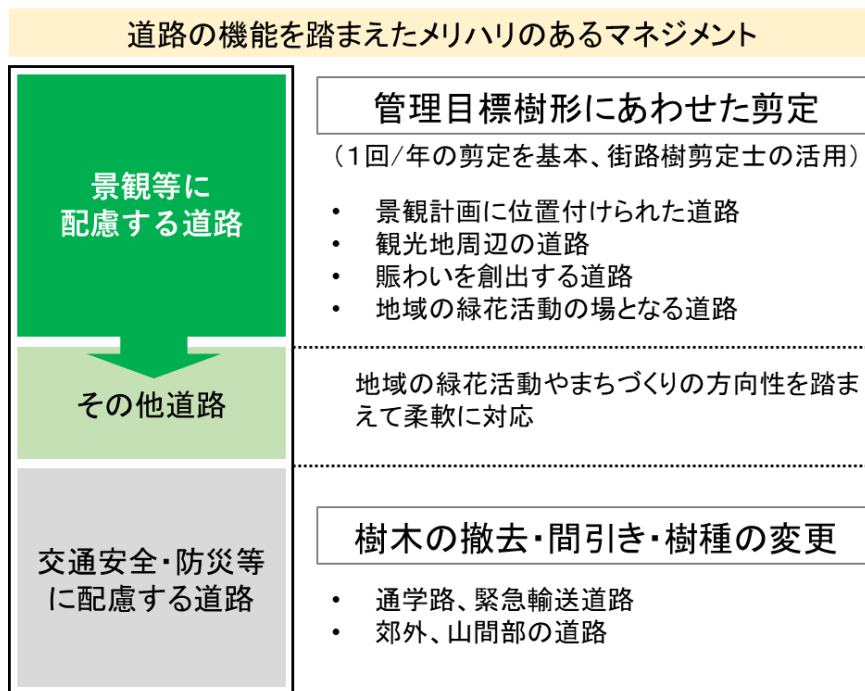 道路の機能を踏まえたメリハリのあるマネジメント
景観等に
配慮する道路
管理目標樹形にあわせた剪定
（１回/年の剪定を基本、街路樹剪定士の活用）
• 景観計画に位置付けられた道路
• 観光地周辺の道路
• 賑わいを創出する道路
• 地域の緑花活動の場となる道路
その他道路
地域の緑花活動やまちづくりの方向性を踏ま
えて柔軟に対応
交通安全・防災等
に配慮する道路
樹木の撤去・間引き・樹種の変更
• 通学路、緊急輸送道路
• 郊外、山間部の道路